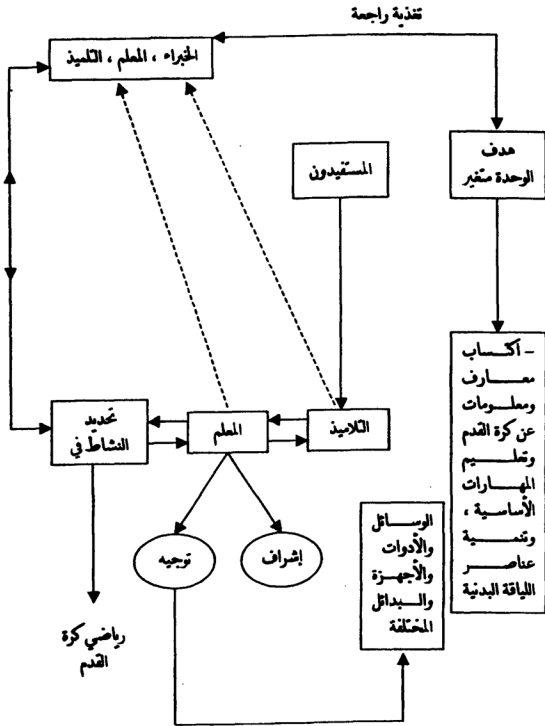 تغذية راجعة
الخبراء ، المعلم ، التلميذ
هدف
الوحدة متغير
المستفيدون
– اكتساب
معارف
ومعلومات
عن كرة القدم
وتعليم
المهارات
الأساسية ،
وتنمية
عناصر
اللياقة البدنية
التلاميذ
المعلم
تحديد
النشاط في
الوسائل
والأدوات
والأجهزة
والبدائل
المختلفة
إشراف
توجيه
رياضي كرة
القدم